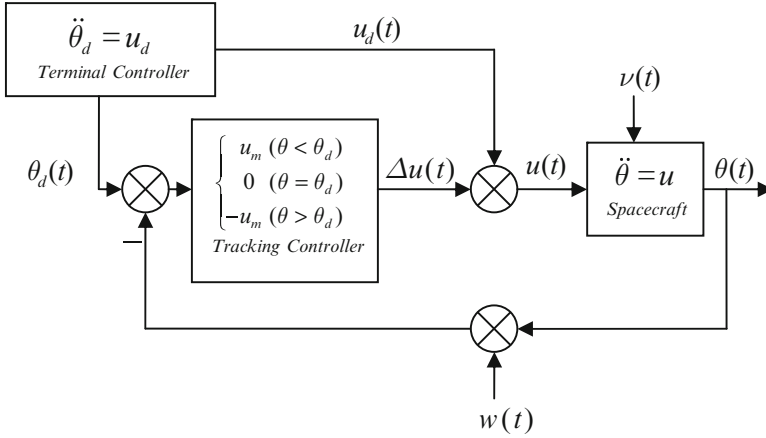 θ̈_d = u_d
Terminal Controller
u_d(t)
ν(t)
θ_d(t)
{ u_m (θ < θ_d)
0 (θ = θ_d)
−u_m (θ > θ_d)
Tracking Controller
Δu(t)
u(t)
θ̈ = u
Spacecraft
θ(t)
−
w(t)